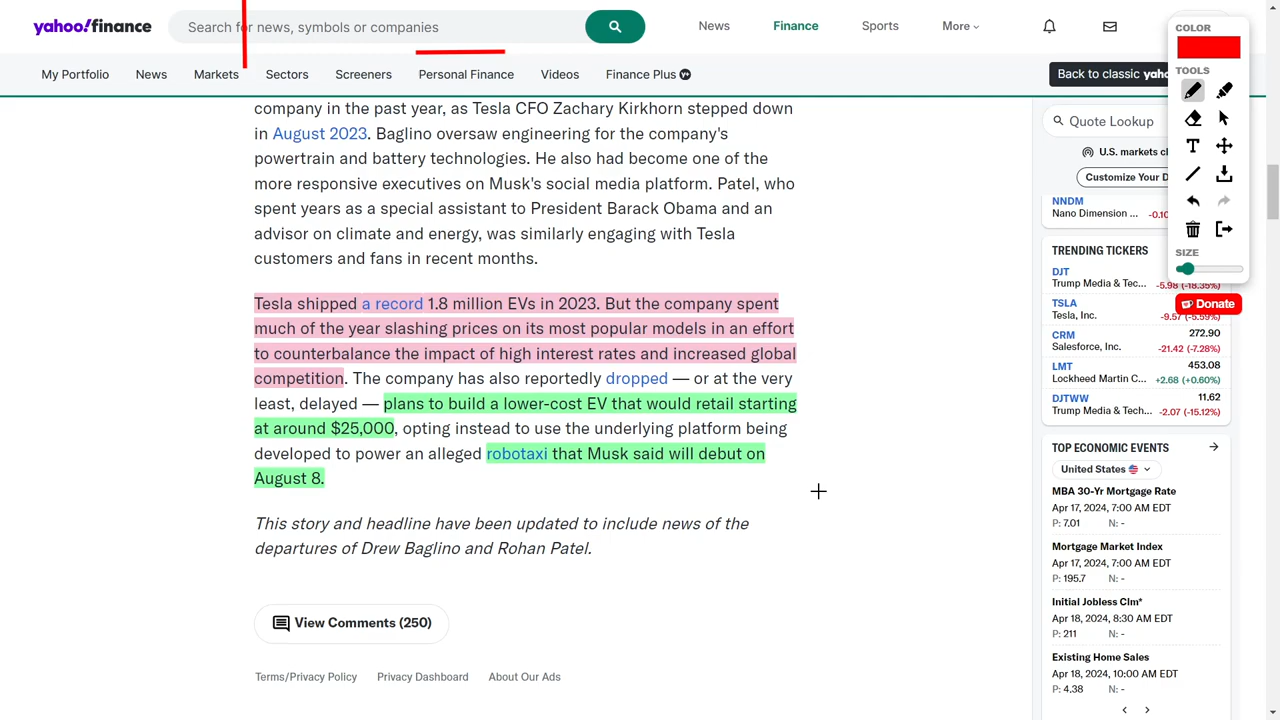 yahoo!finance
Search for news, symbols or companies
News
Finance
Sports
More
My Portfolio
News
Markets
Sectors
Screeners
Personal Finance
Videos
Finance Plus
Back to classic
company in the past year, as Tesla CFO Zachary Kirkhorn stepped down
in August 2023. Baglino oversaw engineering for the company's
powertrain and battery technologies. He also had become one of the
more responsive executives on Musk's social media platform. Patel, who
spent years as a special assistant to President Barack Obama and an
advisor on climate and energy, was similarly engaging with Tesla
customers and fans in recent months.
Tesla shipped a record 1.8 million EVs in 2023. But the company spent
much of the year slashing prices on its most popular models in an effort
to counterbalance the impact of high interest rates and increased global
competition. The company has also reportedly dropped — or at the very
least, delayed — plans to build a lower-cost EV that would retail starting
at around $25,000, opting instead to use the underlying platform being
developed to power an alleged robotaxi that Musk said will debut on
August 8.
This story and headline have been updated to include news of the
departures of Drew Baglino and Rohan Patel.
View Comments (250)
Terms/Privacy Policy
Privacy Dashboard
About Our Ads
Quote Lookup
U.S. markets
Customize Your
NNDM
Nano Dimension ...
TRENDING TICKERS
DJT
Trump Media & Tec...
-5.98 (-18.35%)
TSLA
Tesla, Inc.
-9.57 (-5.59%)
CRM
272.90
Salesforce, Inc.
-21.42 (-7.28%)
LMT
453.08
Lockheed Martin C...
+2.68 (+0.60%)
DJTWW
11.62
Trump Media & Tech...
-2.07 (-15.12%)
TOP ECONOMIC EVENTS
United States
MBA 30-Yr Mortgage Rate
Apr 17, 2024, 7:00 AM EDT
P: 7.01 N: -
Mortgage Market Index
Apr 17, 2024, 7:00 AM EDT
P: 195.7 N: -
Initial Jobless Clm*
Apr 18, 2024, 8:30 AM EDT
P: 211 N: -
Existing Home Sales
Apr 18, 2024, 10:00 AM EDT
P: 4.38 N: -
COLOR
TOOLS
T
SIZE
Donate